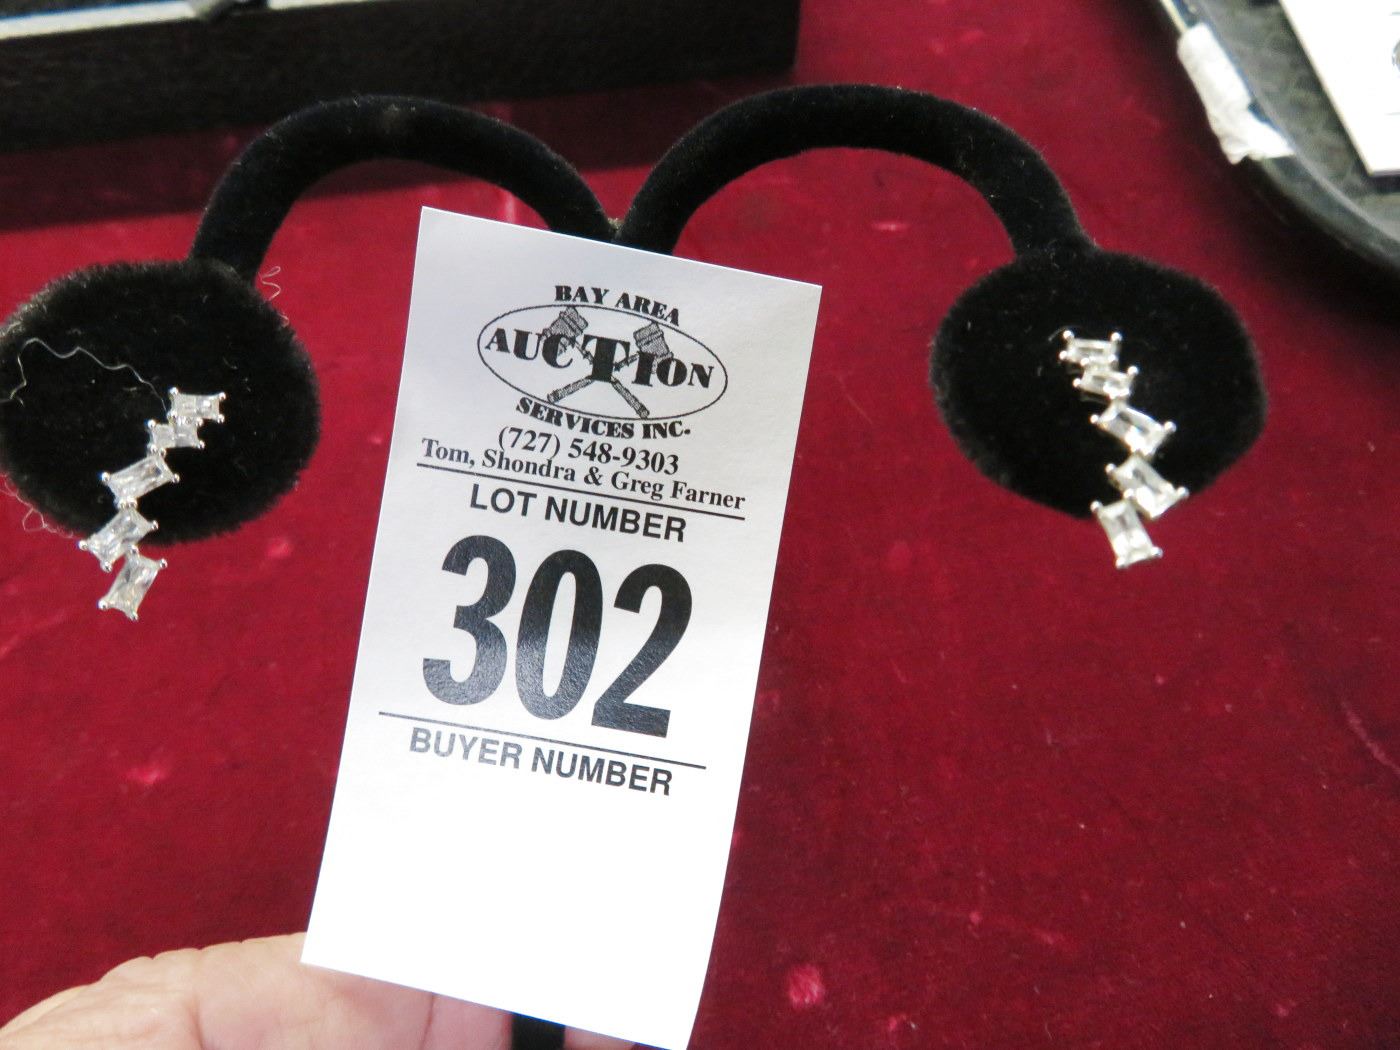 BAY AREA
AUCTION
SERVICES INC.
(727) 548-9303
Tom, Shondra & Greg Farner
LOT NUMBER
302
BUYER NUMBER